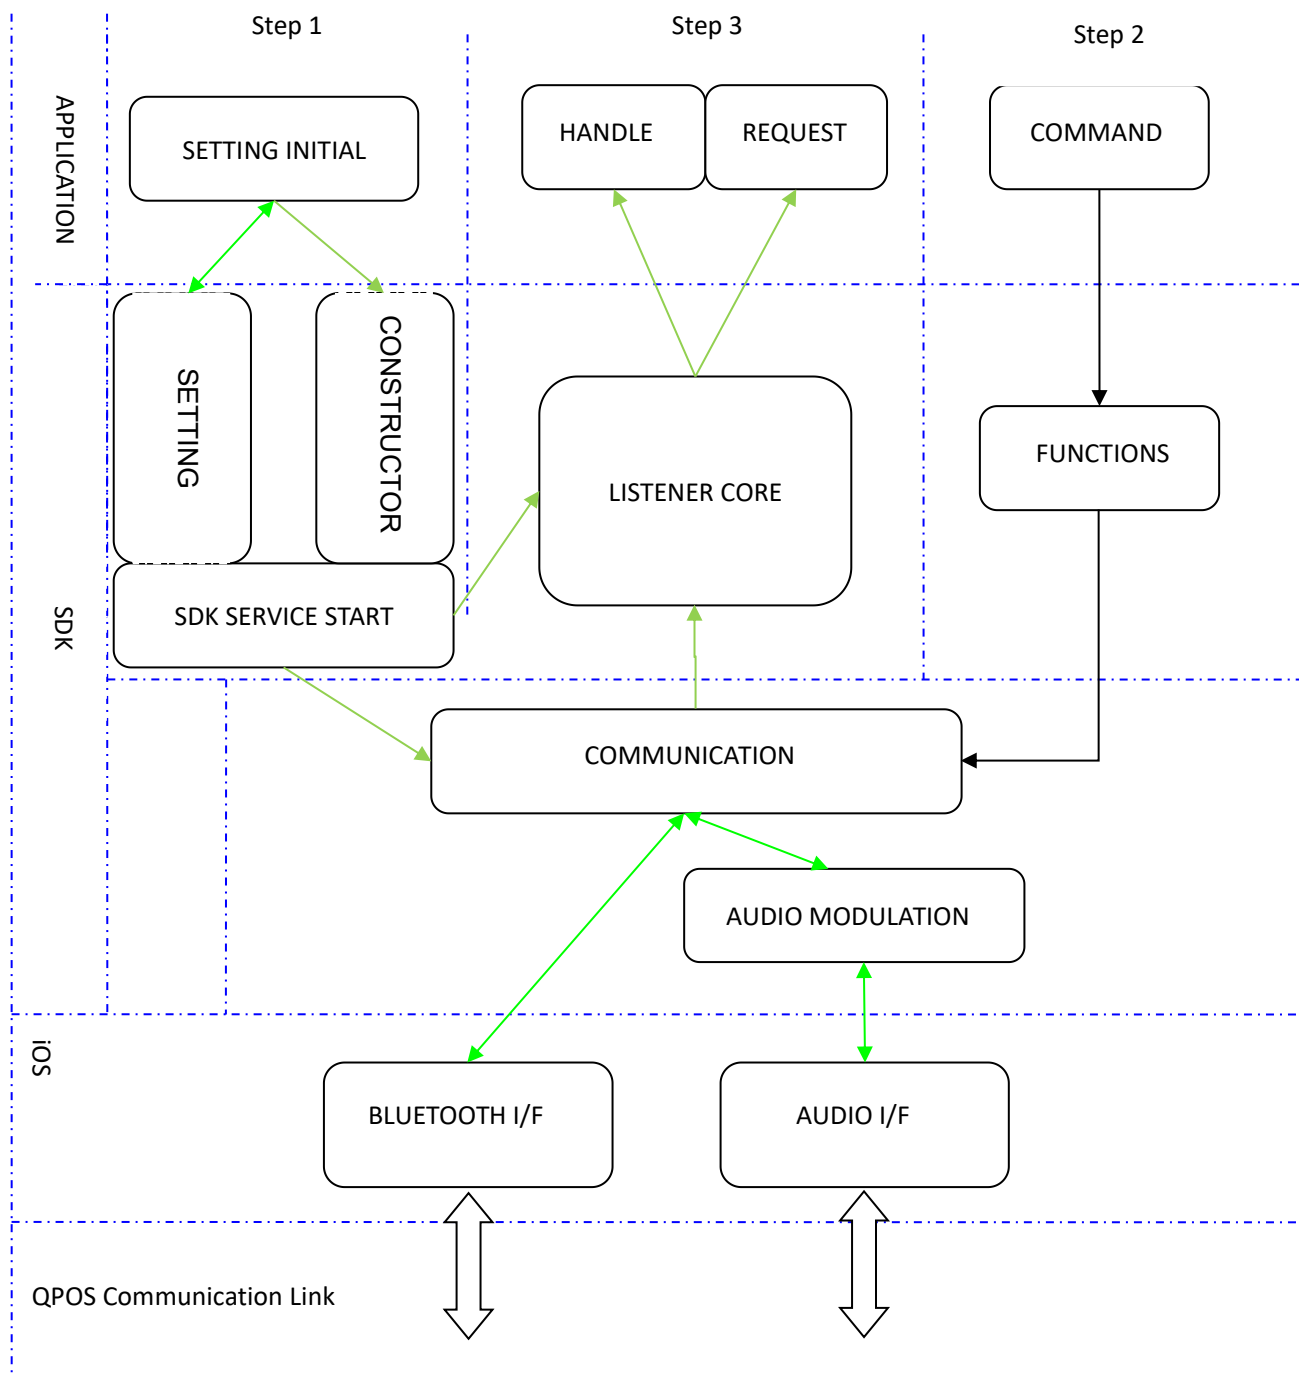 Step 1
Step 3
Step 2
APPLICATION
SETTING INITIAL
HANDLE
REQUEST
COMMAND
SETTING
CONSTRUCTOR
LISTENER CORE
FUNCTIONS
SDK
SDK SERVICE START
COMMUNICATION
AUDIO MODULATION
iOS
BLUETOOTH I/F
AUDIO I/F
QPOS Communication Link